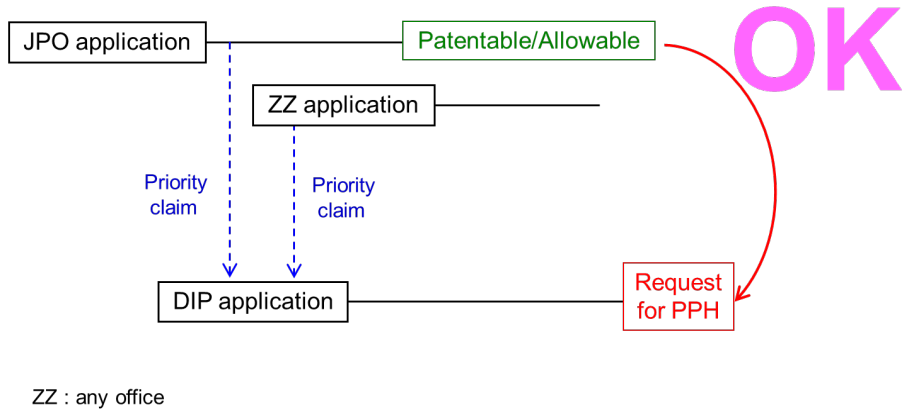 JPO application
Patentable/Allowable
OK
ZZ application
Priority
claim
Priority
claim
DIP application
Request
for PPH
ZZ : any office